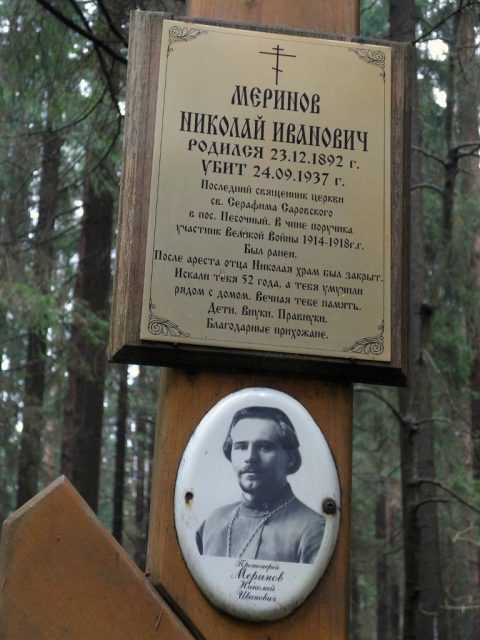 МЕРИНОВ
НИКОЛАЙ ИВАНОВИЧ
РОДИЛСЯ 23.12.1892 г.
УБИТ 24.09.1937 г.
Последний священник церкви
св. Серафима Саровского
в пос. Песочный. В чине поручика
участник Великой Войны 1914-1918г.г.
Был ранен.
После ареста отца Николая храм был закрыт.
Искали тебя 52 года, а тебя умучили
рядом с домом. Вечная тебе память.
Дети. Внуки. Правнуки.
Благодарные прихожане.
Протоиерей
Меринов
Николай
Иванович